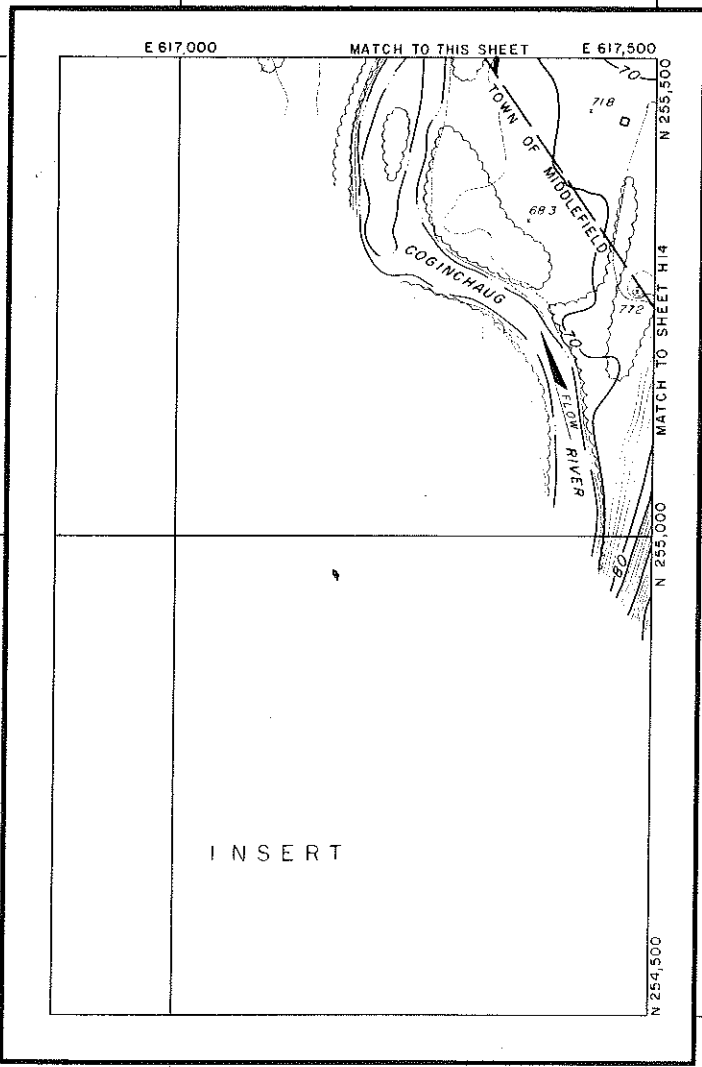 E 617,000
MATCH TO THIS SHEET
E 617,500
70
N 255,500
718
TOWN OF MIDDLEFIELD
683
COGINCHAUG
772
MATCH TO SHEET H14
70
FLOW
RIVER
N 255,000
80
INSERT
N 254,500